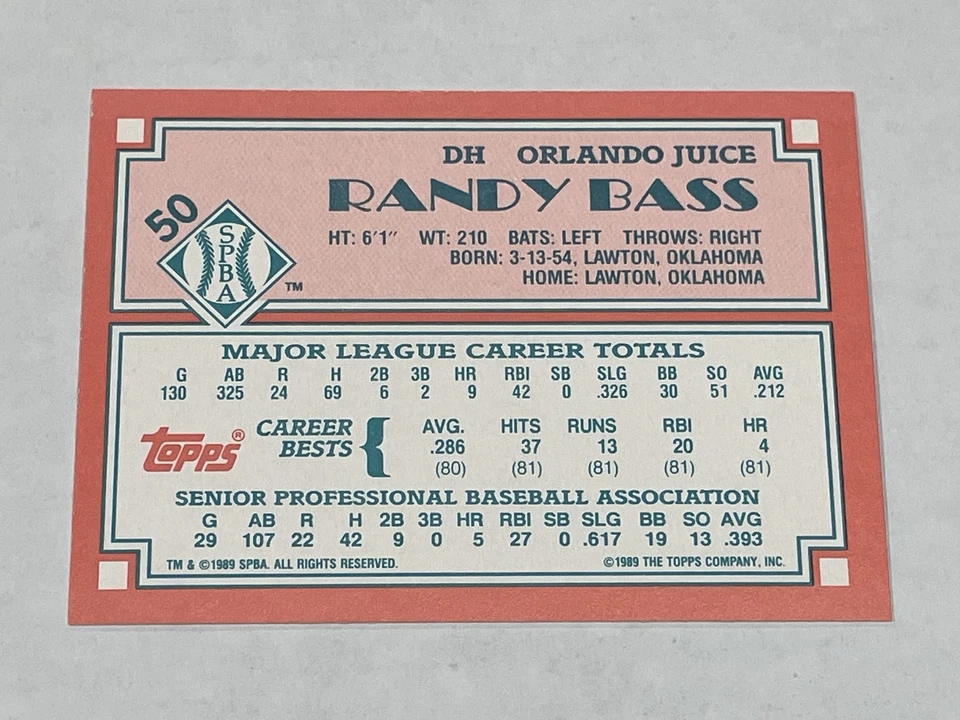 50
SPBA
TM
DH ORLANDO JUICE
RANDY BASS
HT: 6'1" WT: 210 BATS: LEFT THROWS: RIGHT
BORN: 3-13-54, LAWTON, OKLAHOMA
HOME: LAWTON, OKLAHOMA
MAJOR LEAGUE CAREER TOTALS
G AB R H 2B 3B HR RBI SB SLG BB SO AVG
130 325 24 69 6 2 9 42 0 .326 30 51 .212
topps®
CAREER BESTS
AVG. HITS RUNS RBI HR
.286 37 13 20 4
(80) (81) (81) (81) (81)
SENIOR PROFESSIONAL BASEBALL ASSOCIATION
G AB R H 2B 3B HR RBI SB SLG BB SO AVG
29 107 22 42 9 0 5 27 0 .617 19 13 .393
TM & ©1989 SPBA. ALL RIGHTS RESERVED. ©1989 THE TOPPS COMPANY, INC.